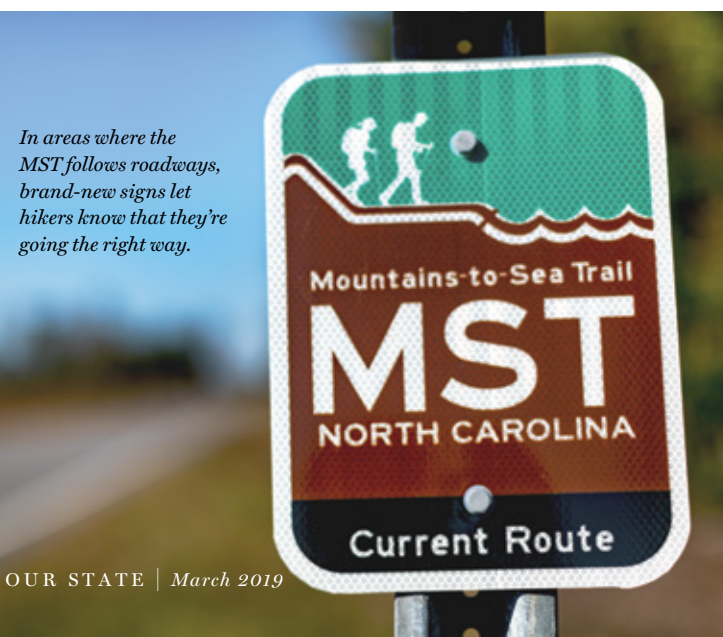 In areas where the
MST follows roadways,
brand-new signs let
hikers know that they're
going the right way.
Mountains-to-Sea Trail
MST
NORTH CAROLINA
Current Route
OUR STATE | March 2019